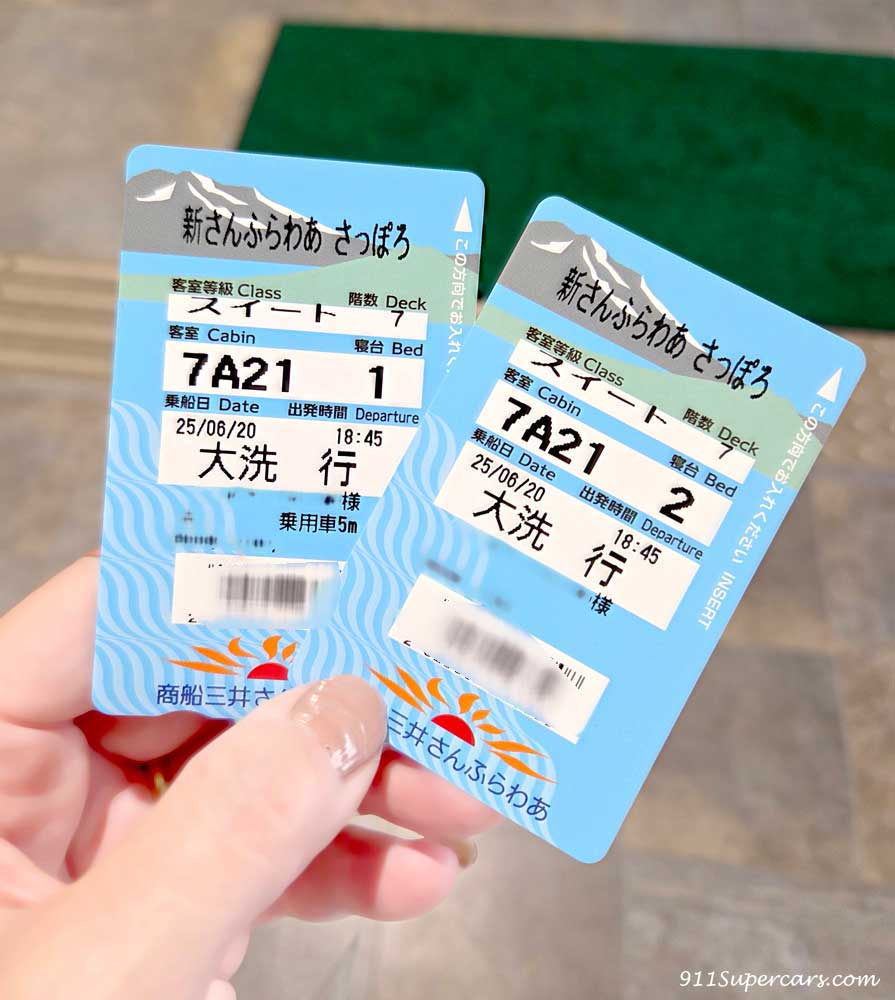 新さんふらわあ さっぽろ
客室等級 Class 階数 Deck
スイート 7
客室 Cabin 寝台 Bed
7A21 1
乗船日 Date 出発時間 Departure
25/06/20 18:45
大洗 行
様
乗用車5m
商船三井さん
この方向でお入れく
新さんふらわあ さっぽろ
客室等級 Class 階数 Deck
スイート 7
客室 Cabin 寝台 Bed
7A21 2
乗船日 Date 出発時間 Departure
25/06/20 18:45
大洗 行
様
三井さんふらわあ
この方向でお入れください INSERT
911Supercars.com